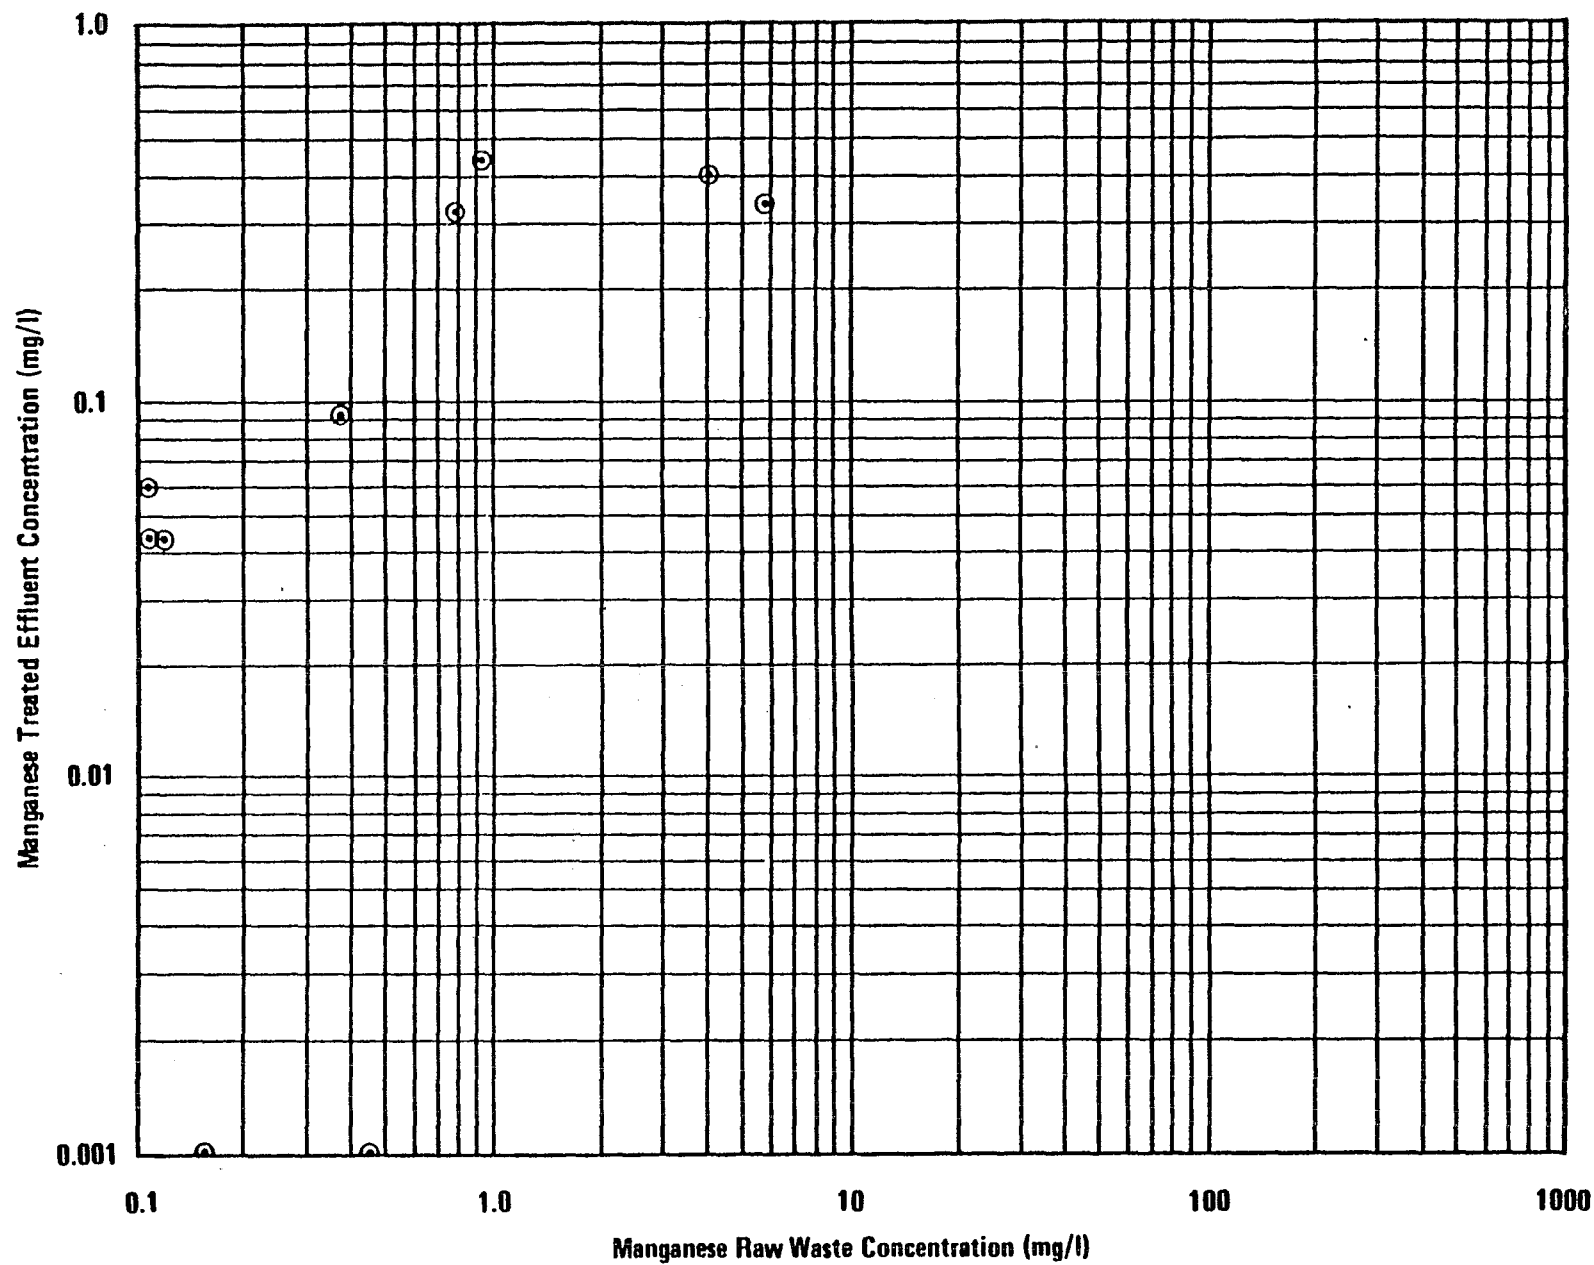 1.0
0.1
0.01
0.001
Manganese Treated Effluent Concentration (mg/l)
0.1 1.0 10 100 1000
Manganese Raw Waste Concentration (mg/l)